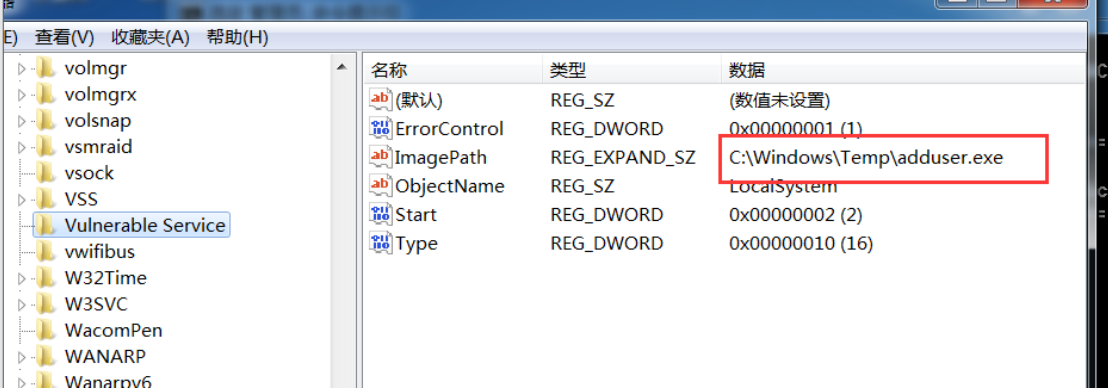 E) 查看(V) 收藏夹(A) 帮助(H)
volmgr
volmgrx
volsnap
vsmraid
vsock
VSS
Vulnerable Service
vwifibus
W32Time
W3SVC
WacomPen
WANARP
Wanarpv6
名称 类型 数据
(默认) REG_SZ (数值未设置)
ErrorControl REG_DWORD 0x00000001 (1)
ImagePath REG_EXPAND_SZ C:\Windows\Temp\adduser.exe
ObjectName REG_SZ LocalSystem
Start REG_DWORD 0x00000002 (2)
Type REG_DWORD 0x00000010 (16)